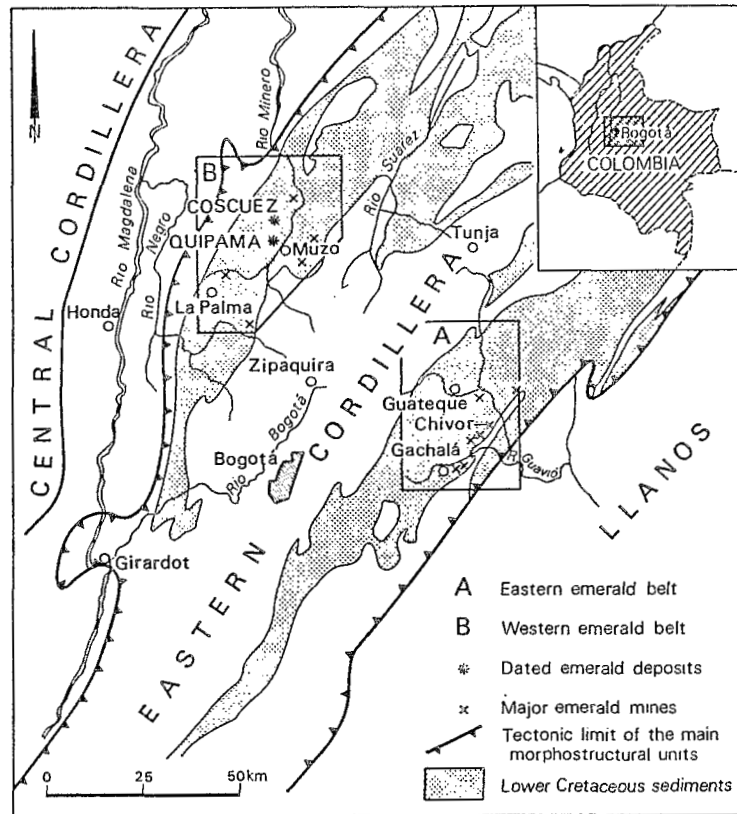 N
CENTRAL CORDILLERA
Rio Magdalena
Rio Negro
Rio Minero
B
COSCUEZ
QUIPAMA
Muzo
La Palma
Honda
Rio Suárez
Tunja
Zipaquira
Rio Bogotá
Bogotá
Girardot
EASTERN CORDILLERA
A
Guateque
Chivor
Gachalá
R. Guavió
LLANOS
Bogotá
COLOMBIA
A Eastern emerald belt
B Western emerald belt
Dated emerald deposits
Major emerald mines
Tectonic limit of the main
morphostructural units
Lower Cretaceous sediments
0 25 50km